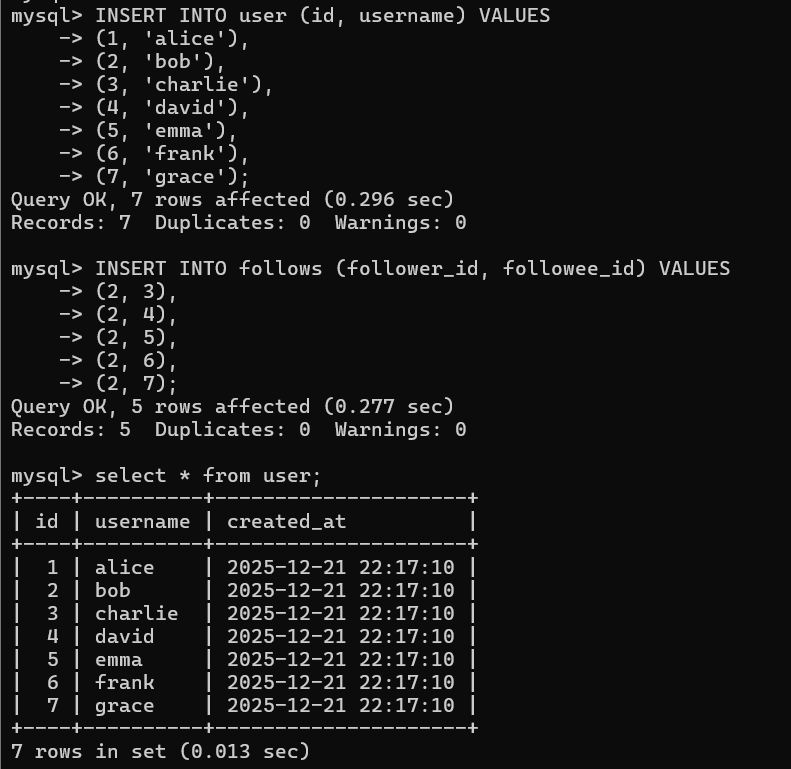 mysql> INSERT INTO user (id, username) VALUES
    -> (1, 'alice'),
    -> (2, 'bob'),
    -> (3, 'charlie'),
    -> (4, 'david'),
    -> (5, 'emma'),
    -> (6, 'frank'),
    -> (7, 'grace');
Query OK, 7 rows affected (0.296 sec)
Records: 7  Duplicates: 0  Warnings: 0

mysql> INSERT INTO follows (follower_id, followee_id) VALUES
    -> (2, 3),
    -> (2, 4),
    -> (2, 5),
    -> (2, 6),
    -> (2, 7);
Query OK, 5 rows affected (0.277 sec)
Records: 5  Duplicates: 0  Warnings: 0

mysql> select * from user;
+----+----------+---------------------+
| id | username | created_at          |
+----+----------+---------------------+
|  1 | alice    | 2025-12-21 22:17:10 |
|  2 | bob      | 2025-12-21 22:17:10 |
|  3 | charlie  | 2025-12-21 22:17:10 |
|  4 | david    | 2025-12-21 22:17:10 |
|  5 | emma     | 2025-12-21 22:17:10 |
|  6 | frank    | 2025-12-21 22:17:10 |
|  7 | grace    | 2025-12-21 22:17:10 |
+----+----------+---------------------+
7 rows in set (0.013 sec)